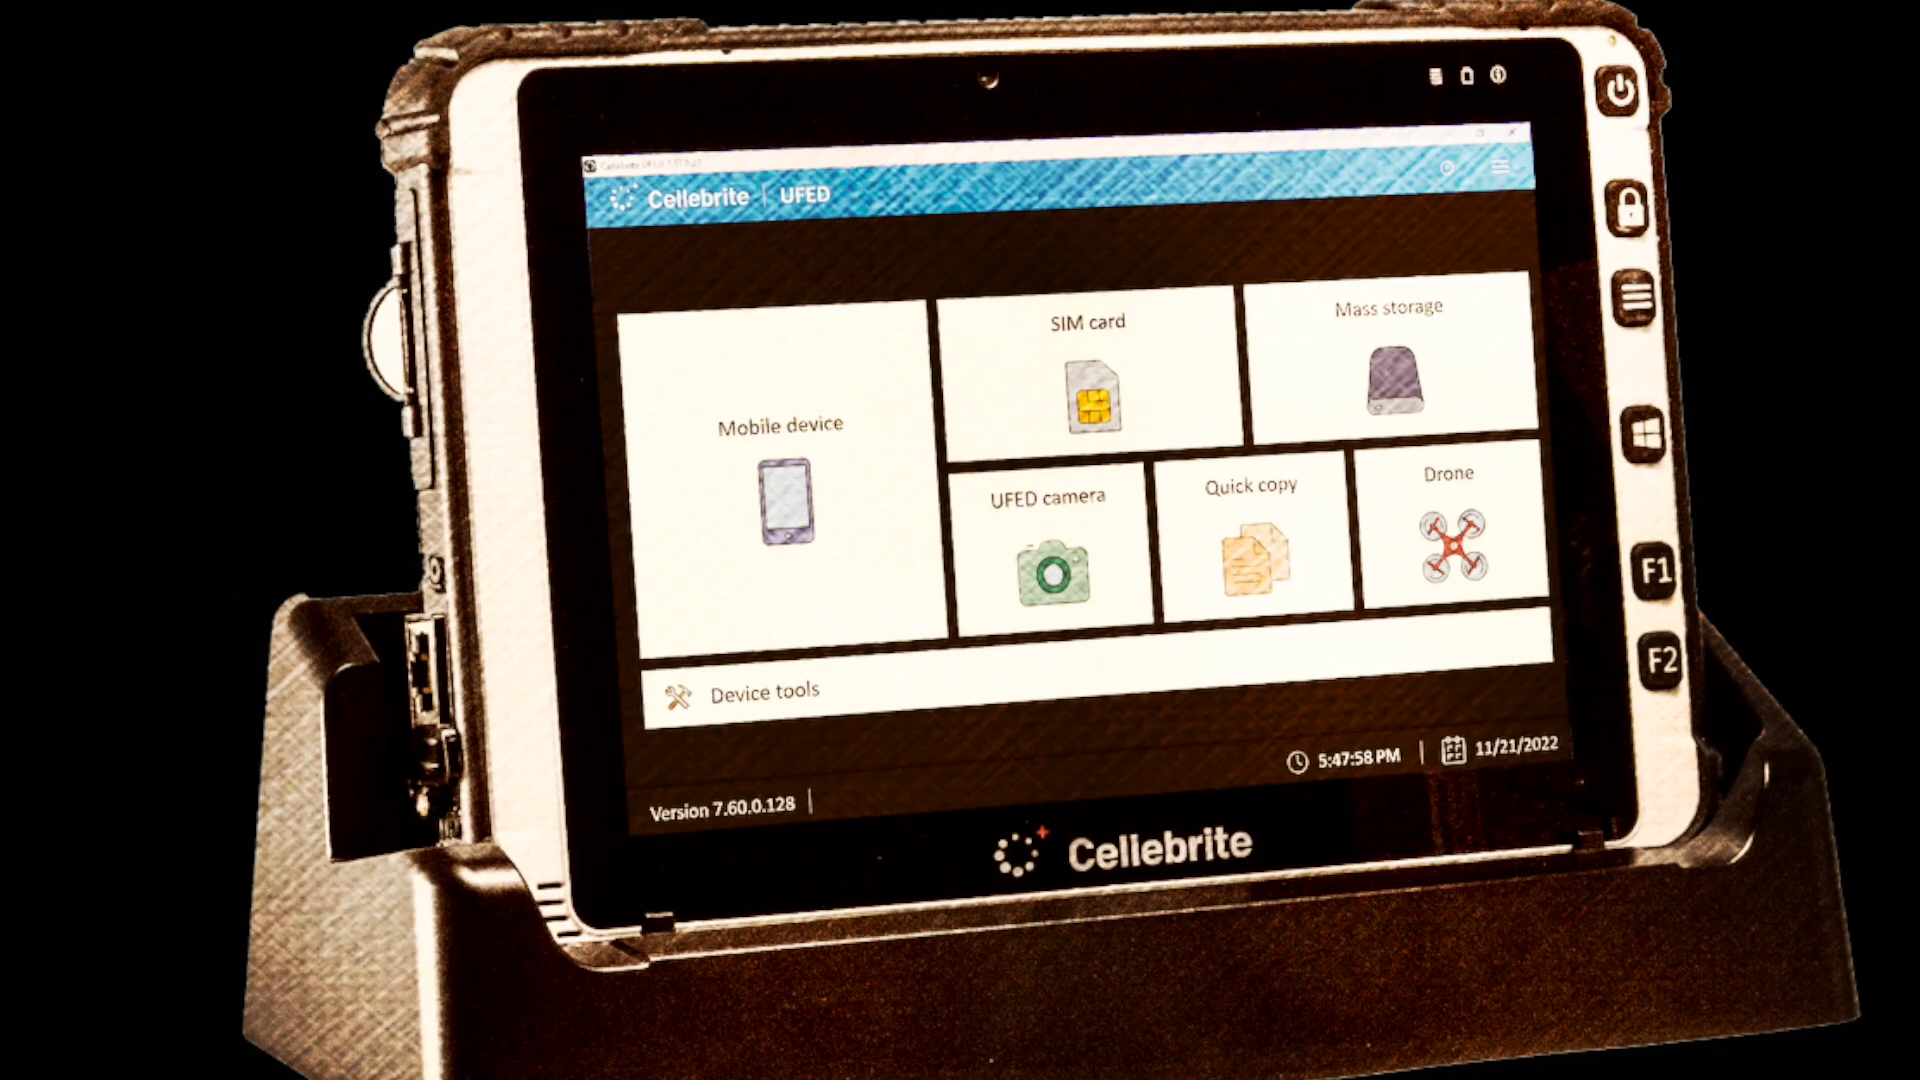 Cellebrite | UFED
Mobile device
SIM card
Mass storage
UFED camera
Quick copy
Drone
Device tools
5:47:58 PM | 11/21/2022
Version 7.60.0.128 |
Cellebrite
F1
F2